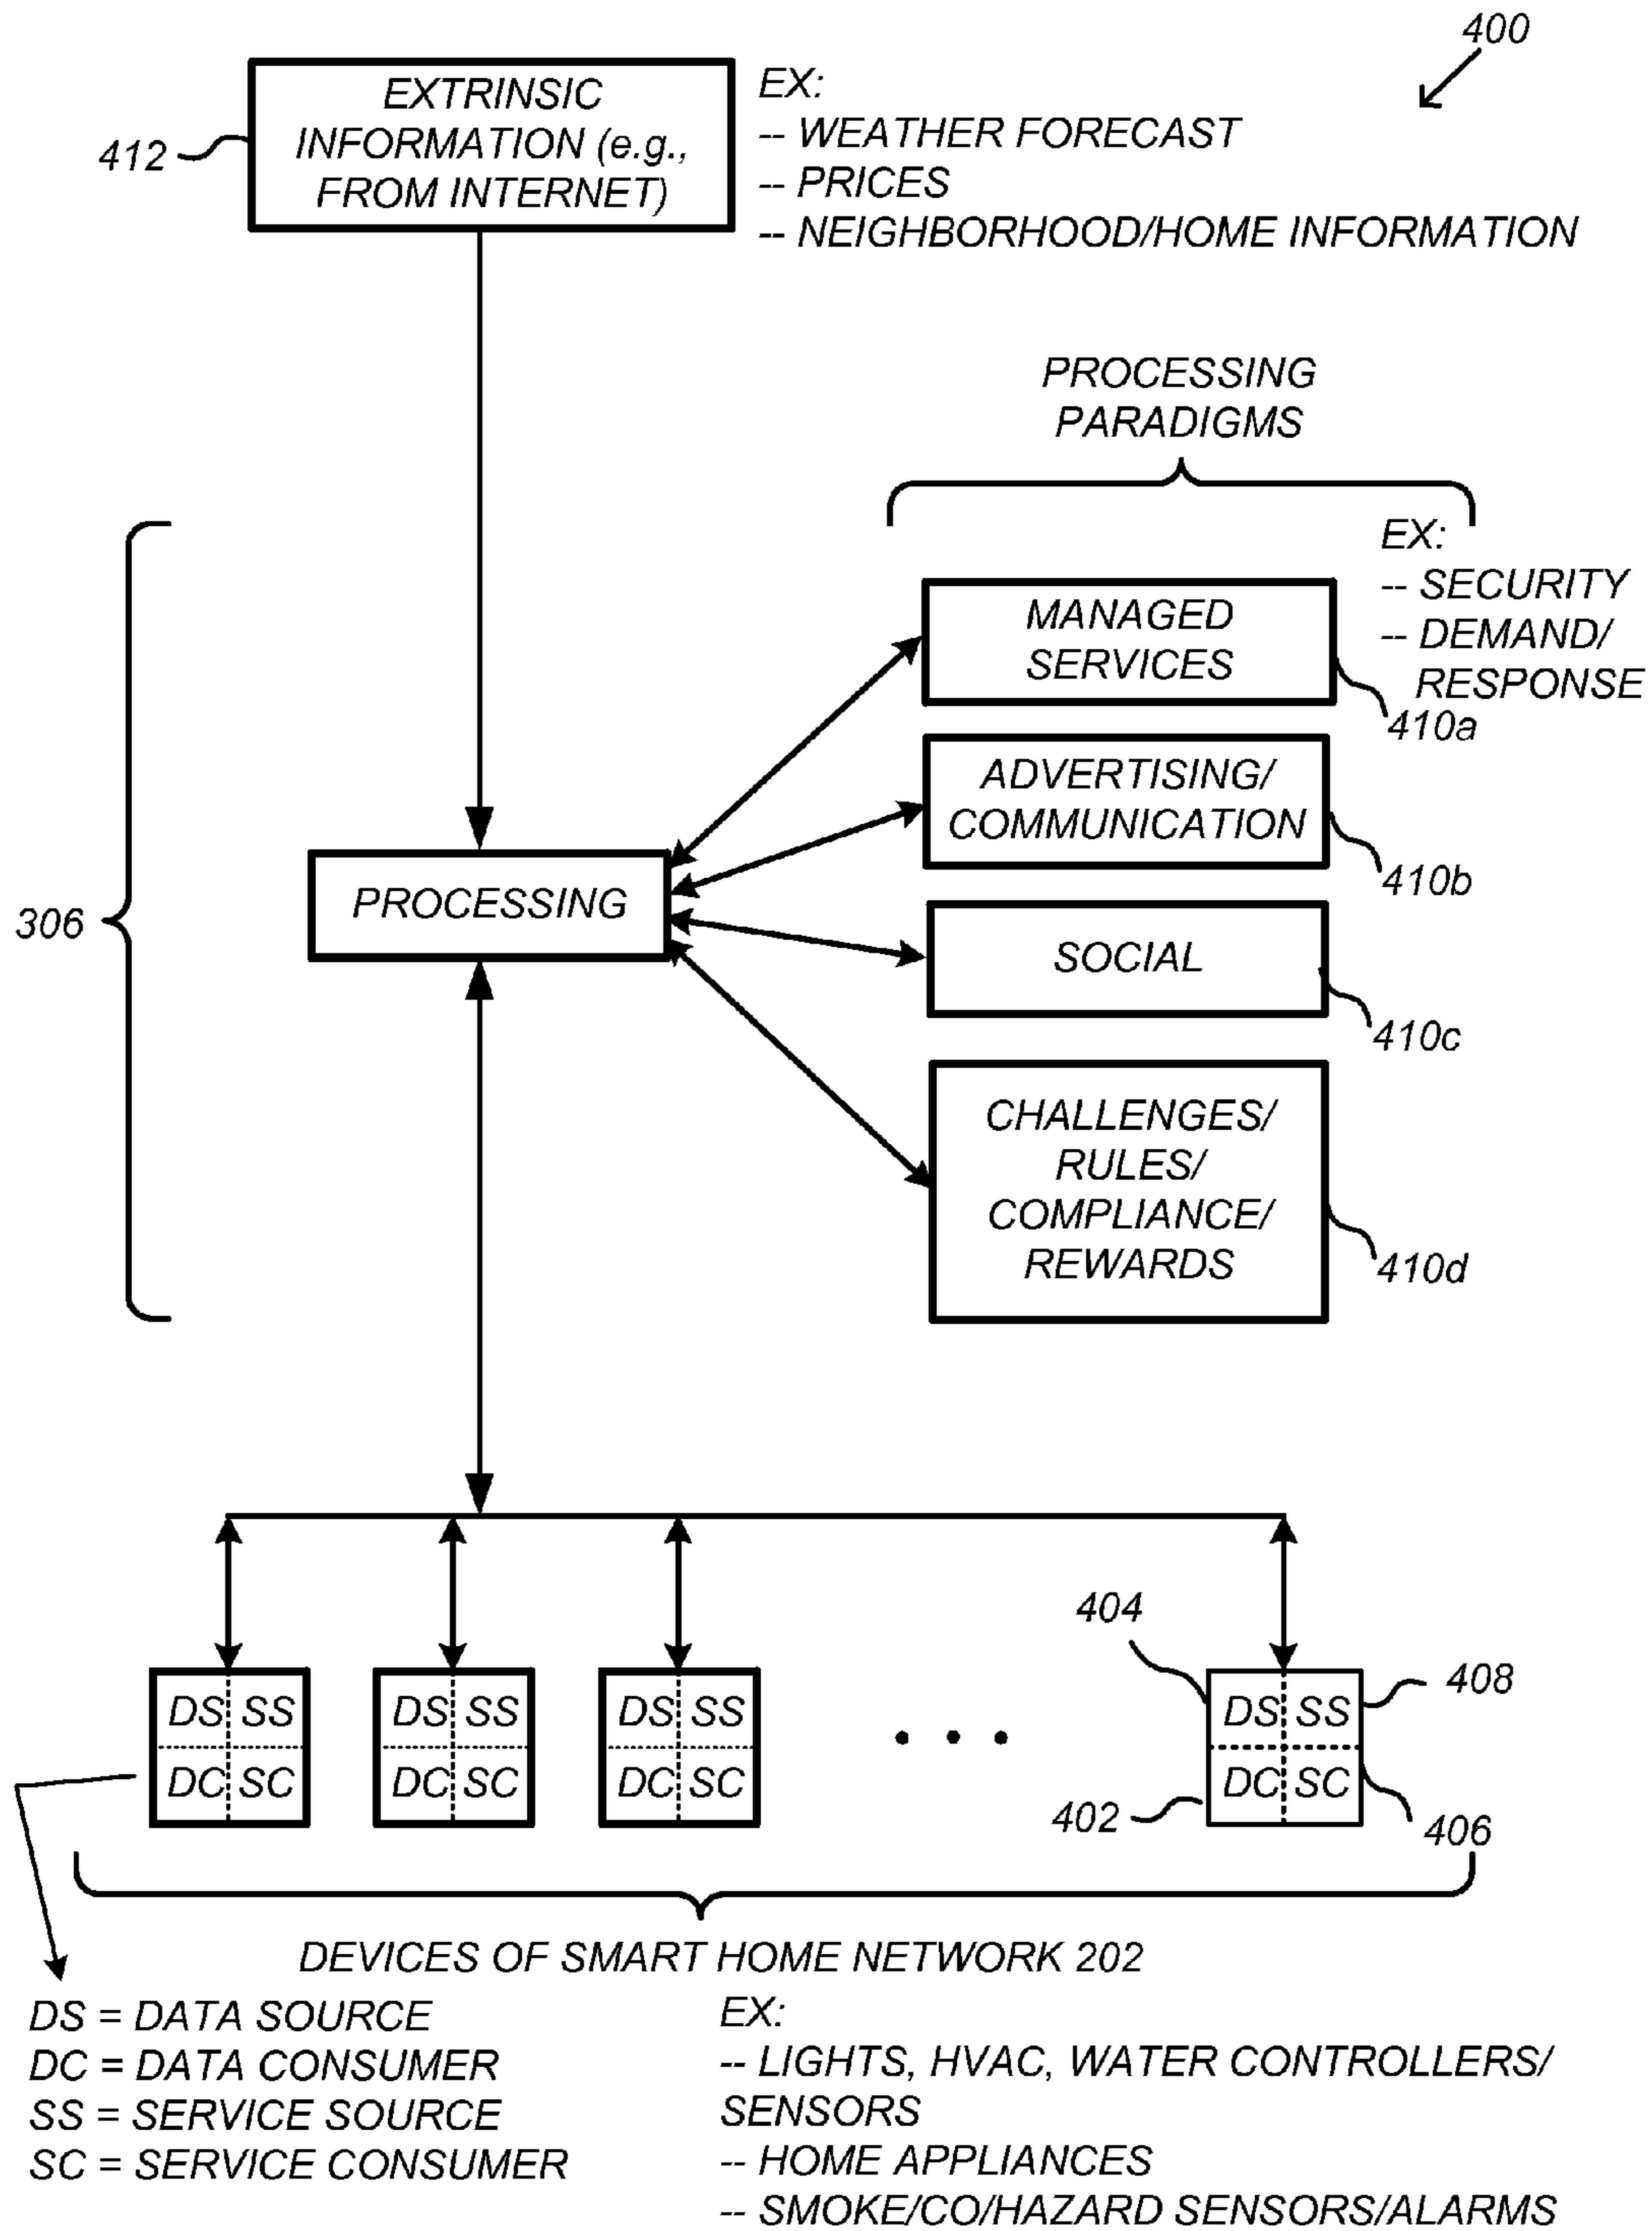 400
EXTRINSIC
INFORMATION (e.g.,
FROM INTERNET)
412
EX:
-- WEATHER FORECAST
-- PRICES
-- NEIGHBORHOOD/HOME INFORMATION
PROCESSING
PARADIGMS
EX:
-- SECURITY
-- DEMAND/
RESPONSE
MANAGED
SERVICES
410a
ADVERTISING/
COMMUNICATION
410b
306
PROCESSING
SOCIAL
410c
CHALLENGES/
RULES/
COMPLIANCE/
REWARDS
410d
404
408
DS SS
DC SC
DS SS
DC SC
DS SS
DC SC
. . .
DS SS
DC SC
402
406
DEVICES OF SMART HOME NETWORK 202
DS = DATA SOURCE
DC = DATA CONSUMER
SS = SERVICE SOURCE
SC = SERVICE CONSUMER
EX:
-- LIGHTS, HVAC, WATER CONTROLLERS/
SENSORS
-- HOME APPLIANCES
-- SMOKE/CO/HAZARD SENSORS/ALARMS